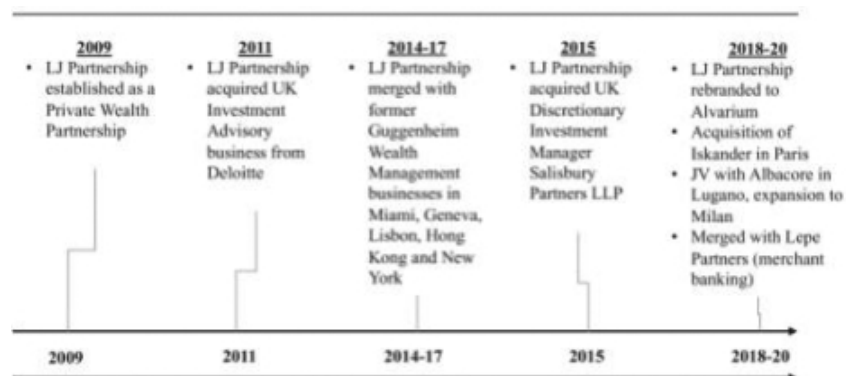 2009
• LJ Partnership
established as a
Private Wealth
Partnership
2011
• LJ Partnership
acquired UK
Investment
Advisory
business from
Deloitte
2014-17
• LJ Partnership
merged with
former
Guggenheim
Wealth
Management
businesses in
Miami, Geneva,
Lisbon, Hong
Kong and New
York
2015
• LJ Partnership
acquired UK
Discretionary
Investment
Manager
Salisbury
Partners LLP
2018-20
• LJ Partnership
rebranded to
Alvarium
• Acquisition of
Iskander in Paris
• JV with Albacore in
Lugano, expansion to
Milan
• Merged with Lepe
Partners (merchant
banking)
2009
2011
2014-17
2015
2018-20